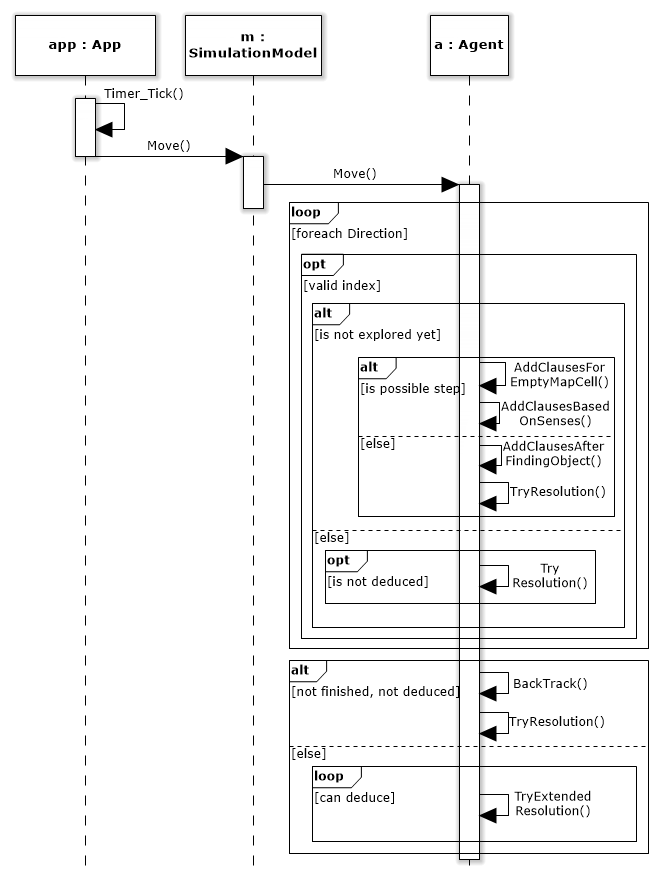 app : App
m :
SimulationModel
a : Agent
Timer_Tick()
Move()
Move()
loop
[foreach Direction]
opt
[valid index]
alt
[is not explored yet]
alt
[is possible step]
AddClausesFor
EmptyMapCell()
AddClausesBased
OnSenses()
[else]
AddClausesAfter
FindingObject()
TryResolution()
[else]
opt
[is not deduced]
Try
Resolution()
alt
[not finished, not deduced]
BackTrack()
TryResolution()
[else]
loop
[can deduce]
TryExtended
Resolution()